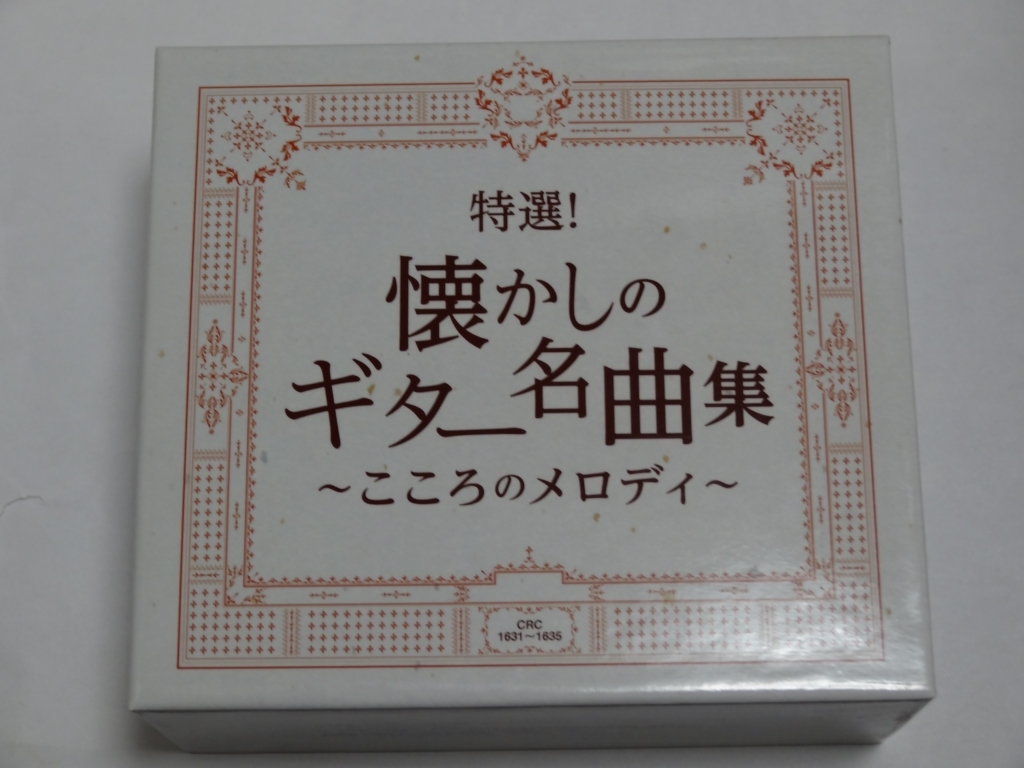 特選!
懐かしの
ギター名曲集
～こころのメロディ～
CRC
1631～1635